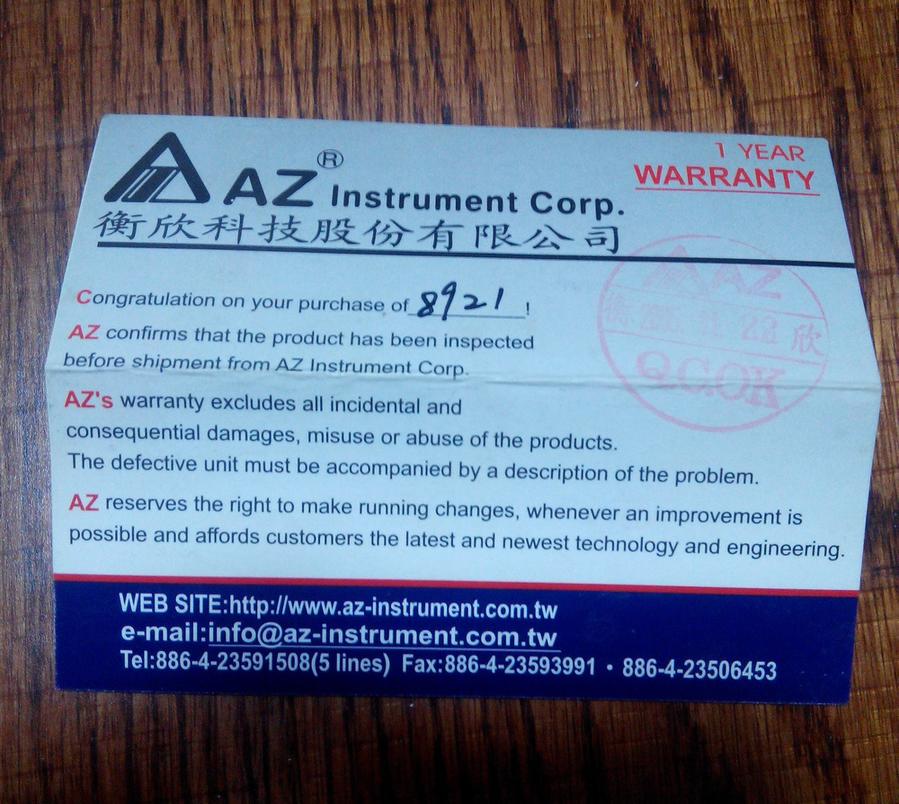 1 YEAR
WARRANTY
AZ® Instrument Corp.
衡欣科技股份有限公司
Congratulation on your purchase of 8921 !
AZ confirms that the product has been inspected
before shipment from AZ Instrument Corp.
AZ's warranty excludes all incidental and
consequential damages, misuse or abuse of the products.
The defective unit must be accompanied by a description of the problem.
AZ reserves the right to make running changes, whenever an improvement is
possible and affords customers the latest and newest technology and engineering.
AZ
衡 22 欣
Q.C.OK
WEB SITE:http://www.az-instrument.com.tw
e-mail:info@az-instrument.com.tw
Tel:886-4-23591508(5 lines) Fax:886-4-23593991 • 886-4-23506453